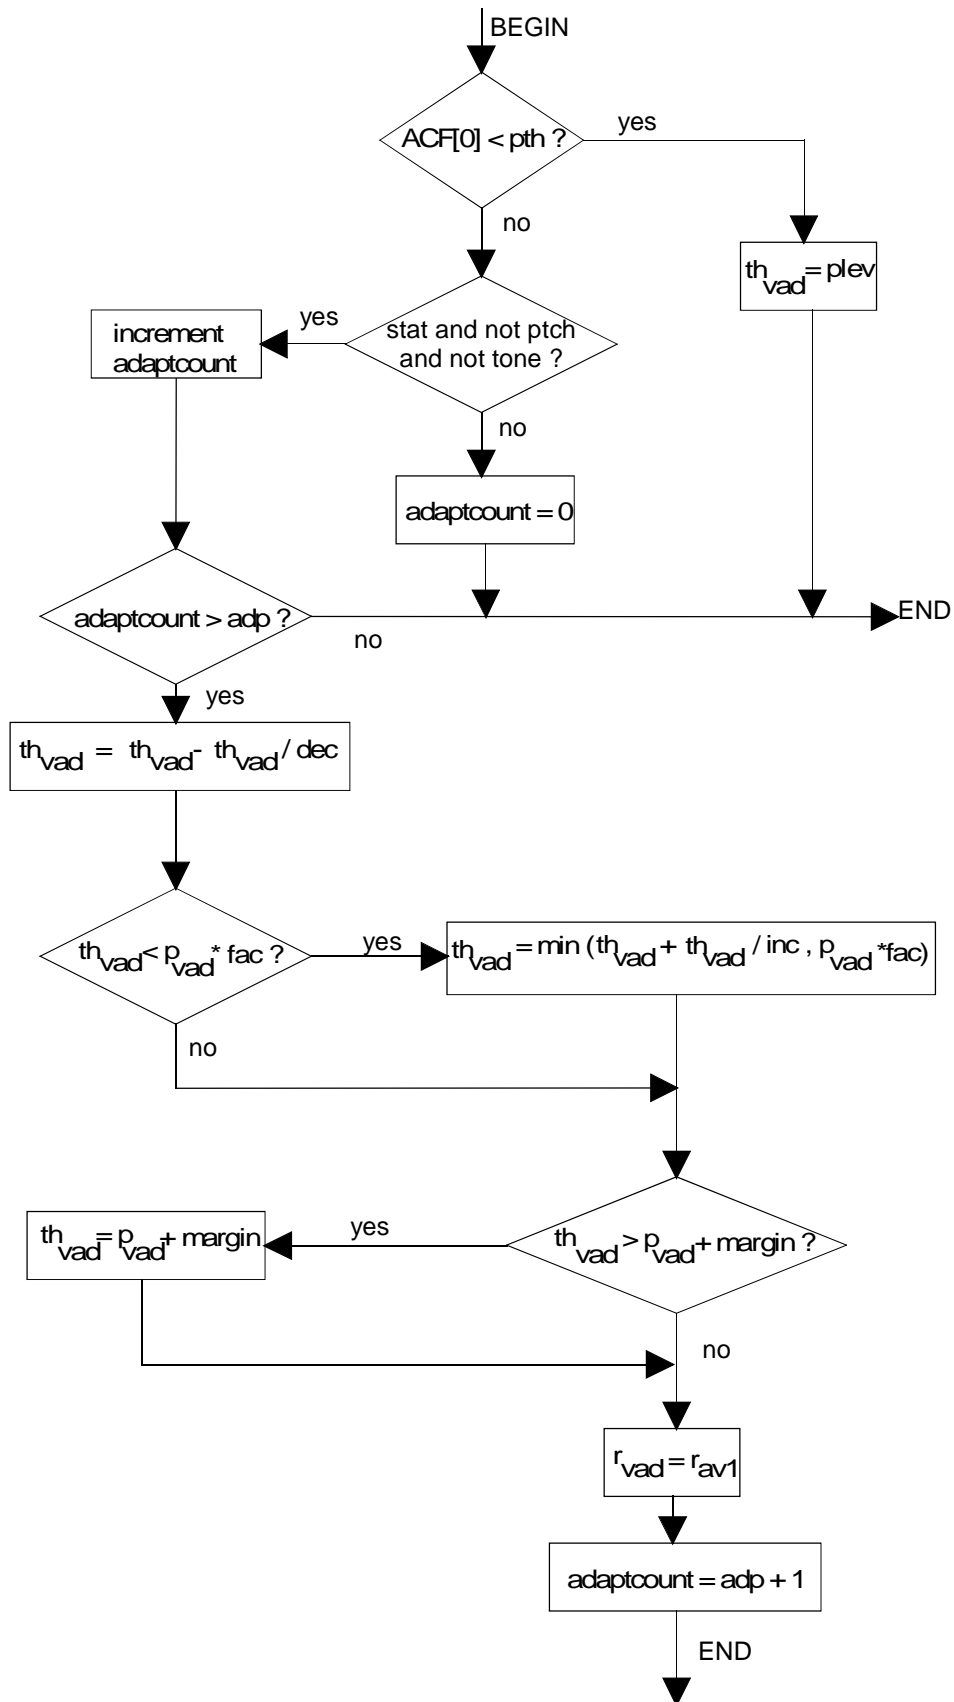 BEGIN
ACF[0] < pth ?
yes
no
th_vad = plev
stat and not ptch
and not tone ?
yes
increment
adaptcount
no
adaptcount = 0
adaptcount > adp ?
no
END
yes
th_vad = th_vad - th_vad / dec
th_vad < p_vad * fac ?
yes
th_vad = min (th_vad + th_vad / inc , p_vad *fac)
no
th_vad > p_vad + margin ?
yes
th_vad = p_vad + margin
no
r_vad = r_av1
adaptcount = adp + 1
END